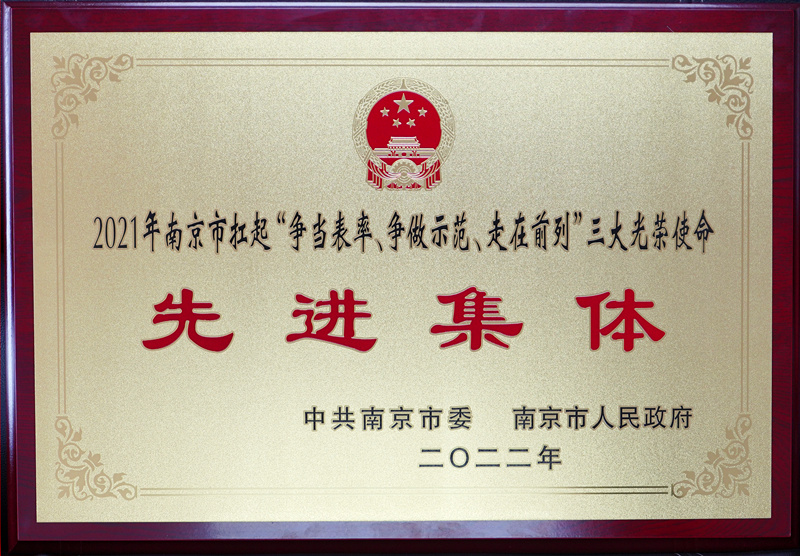 2021年南京市扛起“争当表率、争做示范、走在前列”三大光荣使命
先进集体
中共南京市委 南京市人民政府
二〇二二年